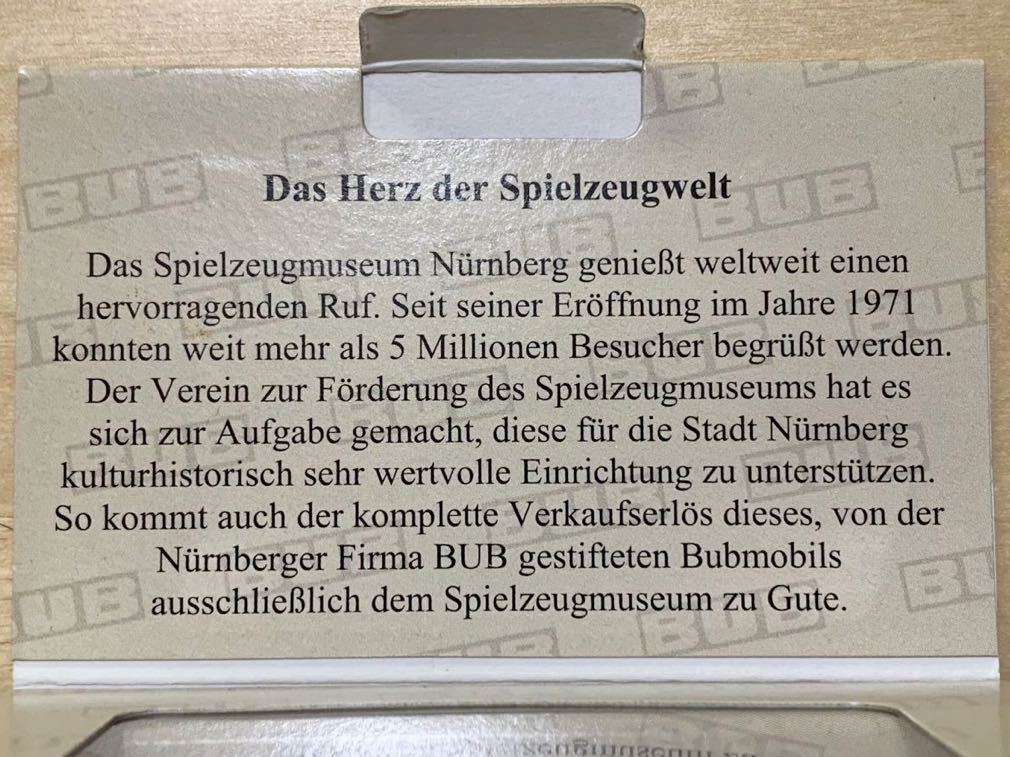 Das Herz der Spielzeugwelt
Das Spielzeugmuseum Nürnberg genießt weltweit einen
hervorragenden Ruf. Seit seiner Eröffnung im Jahre 1971
konnten weit mehr als 5 Millionen Besucher begrüßt werden.
Der Verein zur Förderung des Spielzeugmuseums hat es
sich zur Aufgabe gemacht, diese für die Stadt Nürnberg
kulturhistorisch sehr wertvolle Einrichtung zu unterstützen.
So kommt auch der komplette Verkaufserlös dieses, von der
Nürnberger Firma BUB gestifteten Bubmobils
ausschließlich dem Spielzeugmuseum zu Gute.